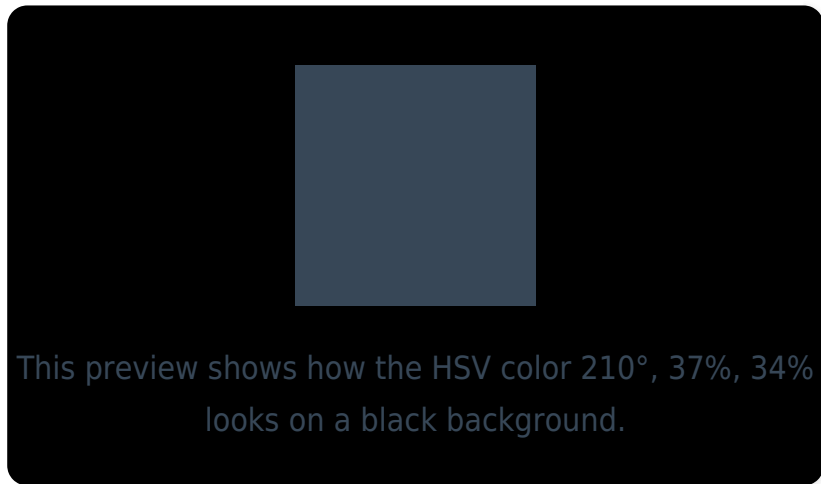 This preview shows how the HSV color 210°, 37%, 34%
looks on a black background.